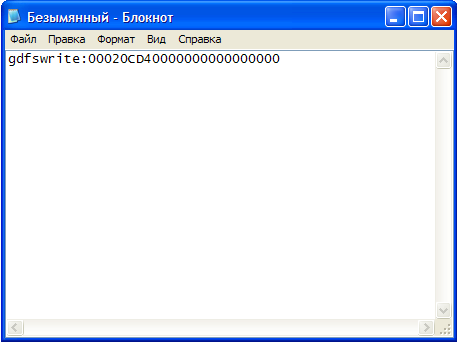 Безымянный - Блокнот
Файл Правка Формат Вид Справка
gdfswrite:00020CD40000000000000000